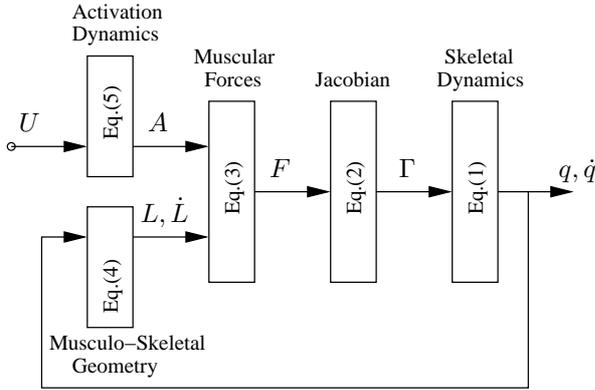 Activation
Dynamics
Muscular
Forces
Jacobian
Skeletal
Dynamics
U
Eq.(5)
A
Eq.(3)
F
Eq.(2)
Γ
Eq.(1)
q, q̇
L, L̇
Eq.(4)
Musculo−Skeletal
Geometry